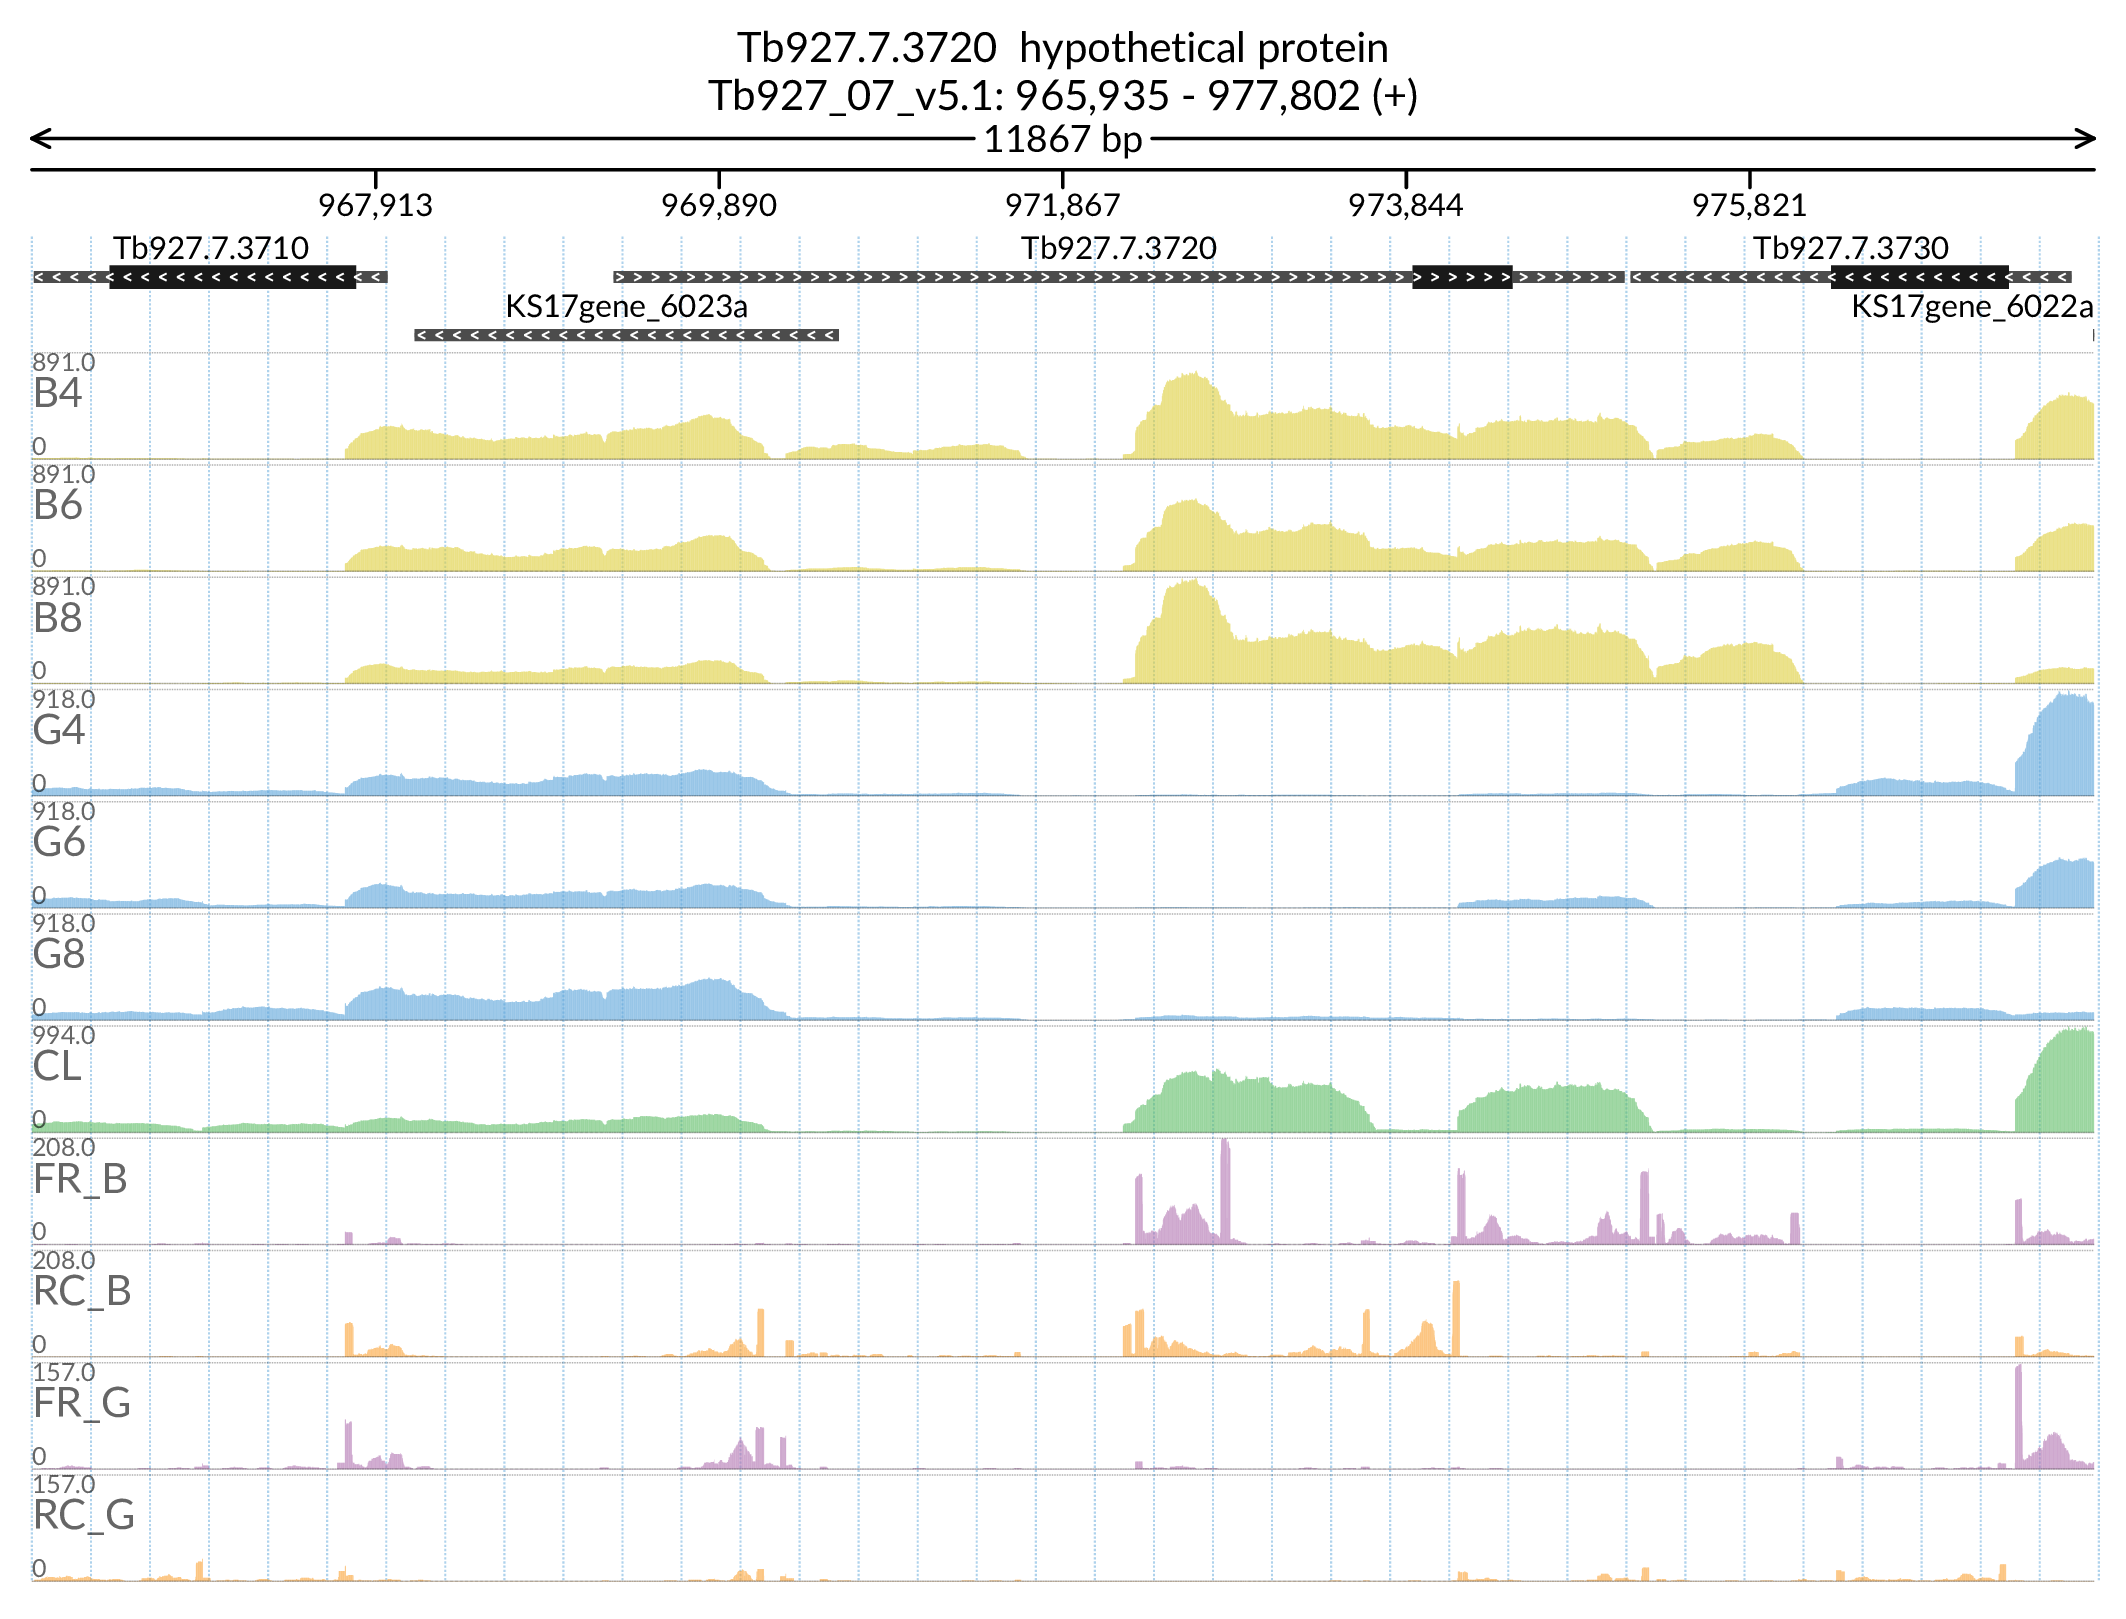 Tb927.7.3720  hypothetical protein
Tb927_07_v5.1: 965,935 - 977,802 (+)
11867 bp
967,913 969,890 971,867 973,844 975,821
Tb927.7.3710 Tb927.7.3720 Tb927.7.3730
KS17gene_6023a KS17gene_6022a
891.0
B4
0
891.0
B6
0
891.0
B8
0
918.0
G4
0
918.0
G6
0
918.0
G8
0
994.0
CL
0
208.0
FR_B
0
208.0
RC_B
0
157.0
FR_G
0
157.0
RC_G
0